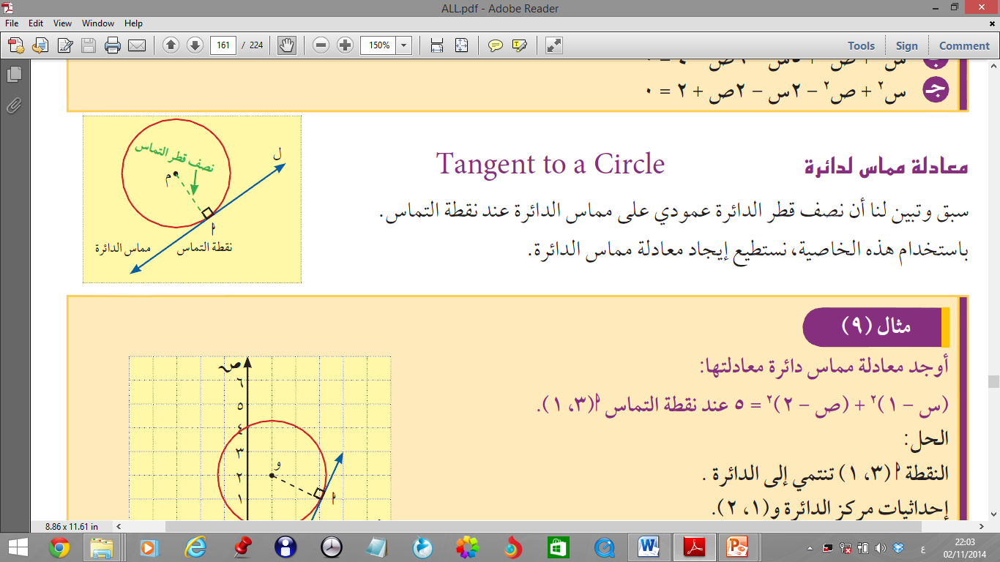 ALL.pdf - Adobe Reader
File Edit View Window Help
161 / 224 150% Tools Sign Comment
جـ س٢ + ص٢ – ٢س – ٢ص + ٢ = ٠
نصف قطر التماس
ل
م
أ
نقطة التماس
مماس الدائرة
معادلة مماس لدائرة Tangent to a Circle
سبق وتبين لنا أن نصف قطر الدائرة عمودي على مماس الدائرة عند نقطة التماس.
باستخدام هذه الخاصية، نستطيع إيجاد معادلة مماس الدائرة.
مثال (٩)
أوجد معادلة مماس دائرة معادلتها:
(س – ١)٢ + (ص – ٢)٢ = ٥ عند نقطة التماس أ(٣، ١).
الحل:
النقطة أ(٣، ١) تنتمي إلى الدائرة .
إحداثيات مركز الدائرة و(١، ٢).
ص
٦
٥
٤
٣
٢
١
و
أ
8.86 x 11.61 in
ع
22:03
02/11/2014